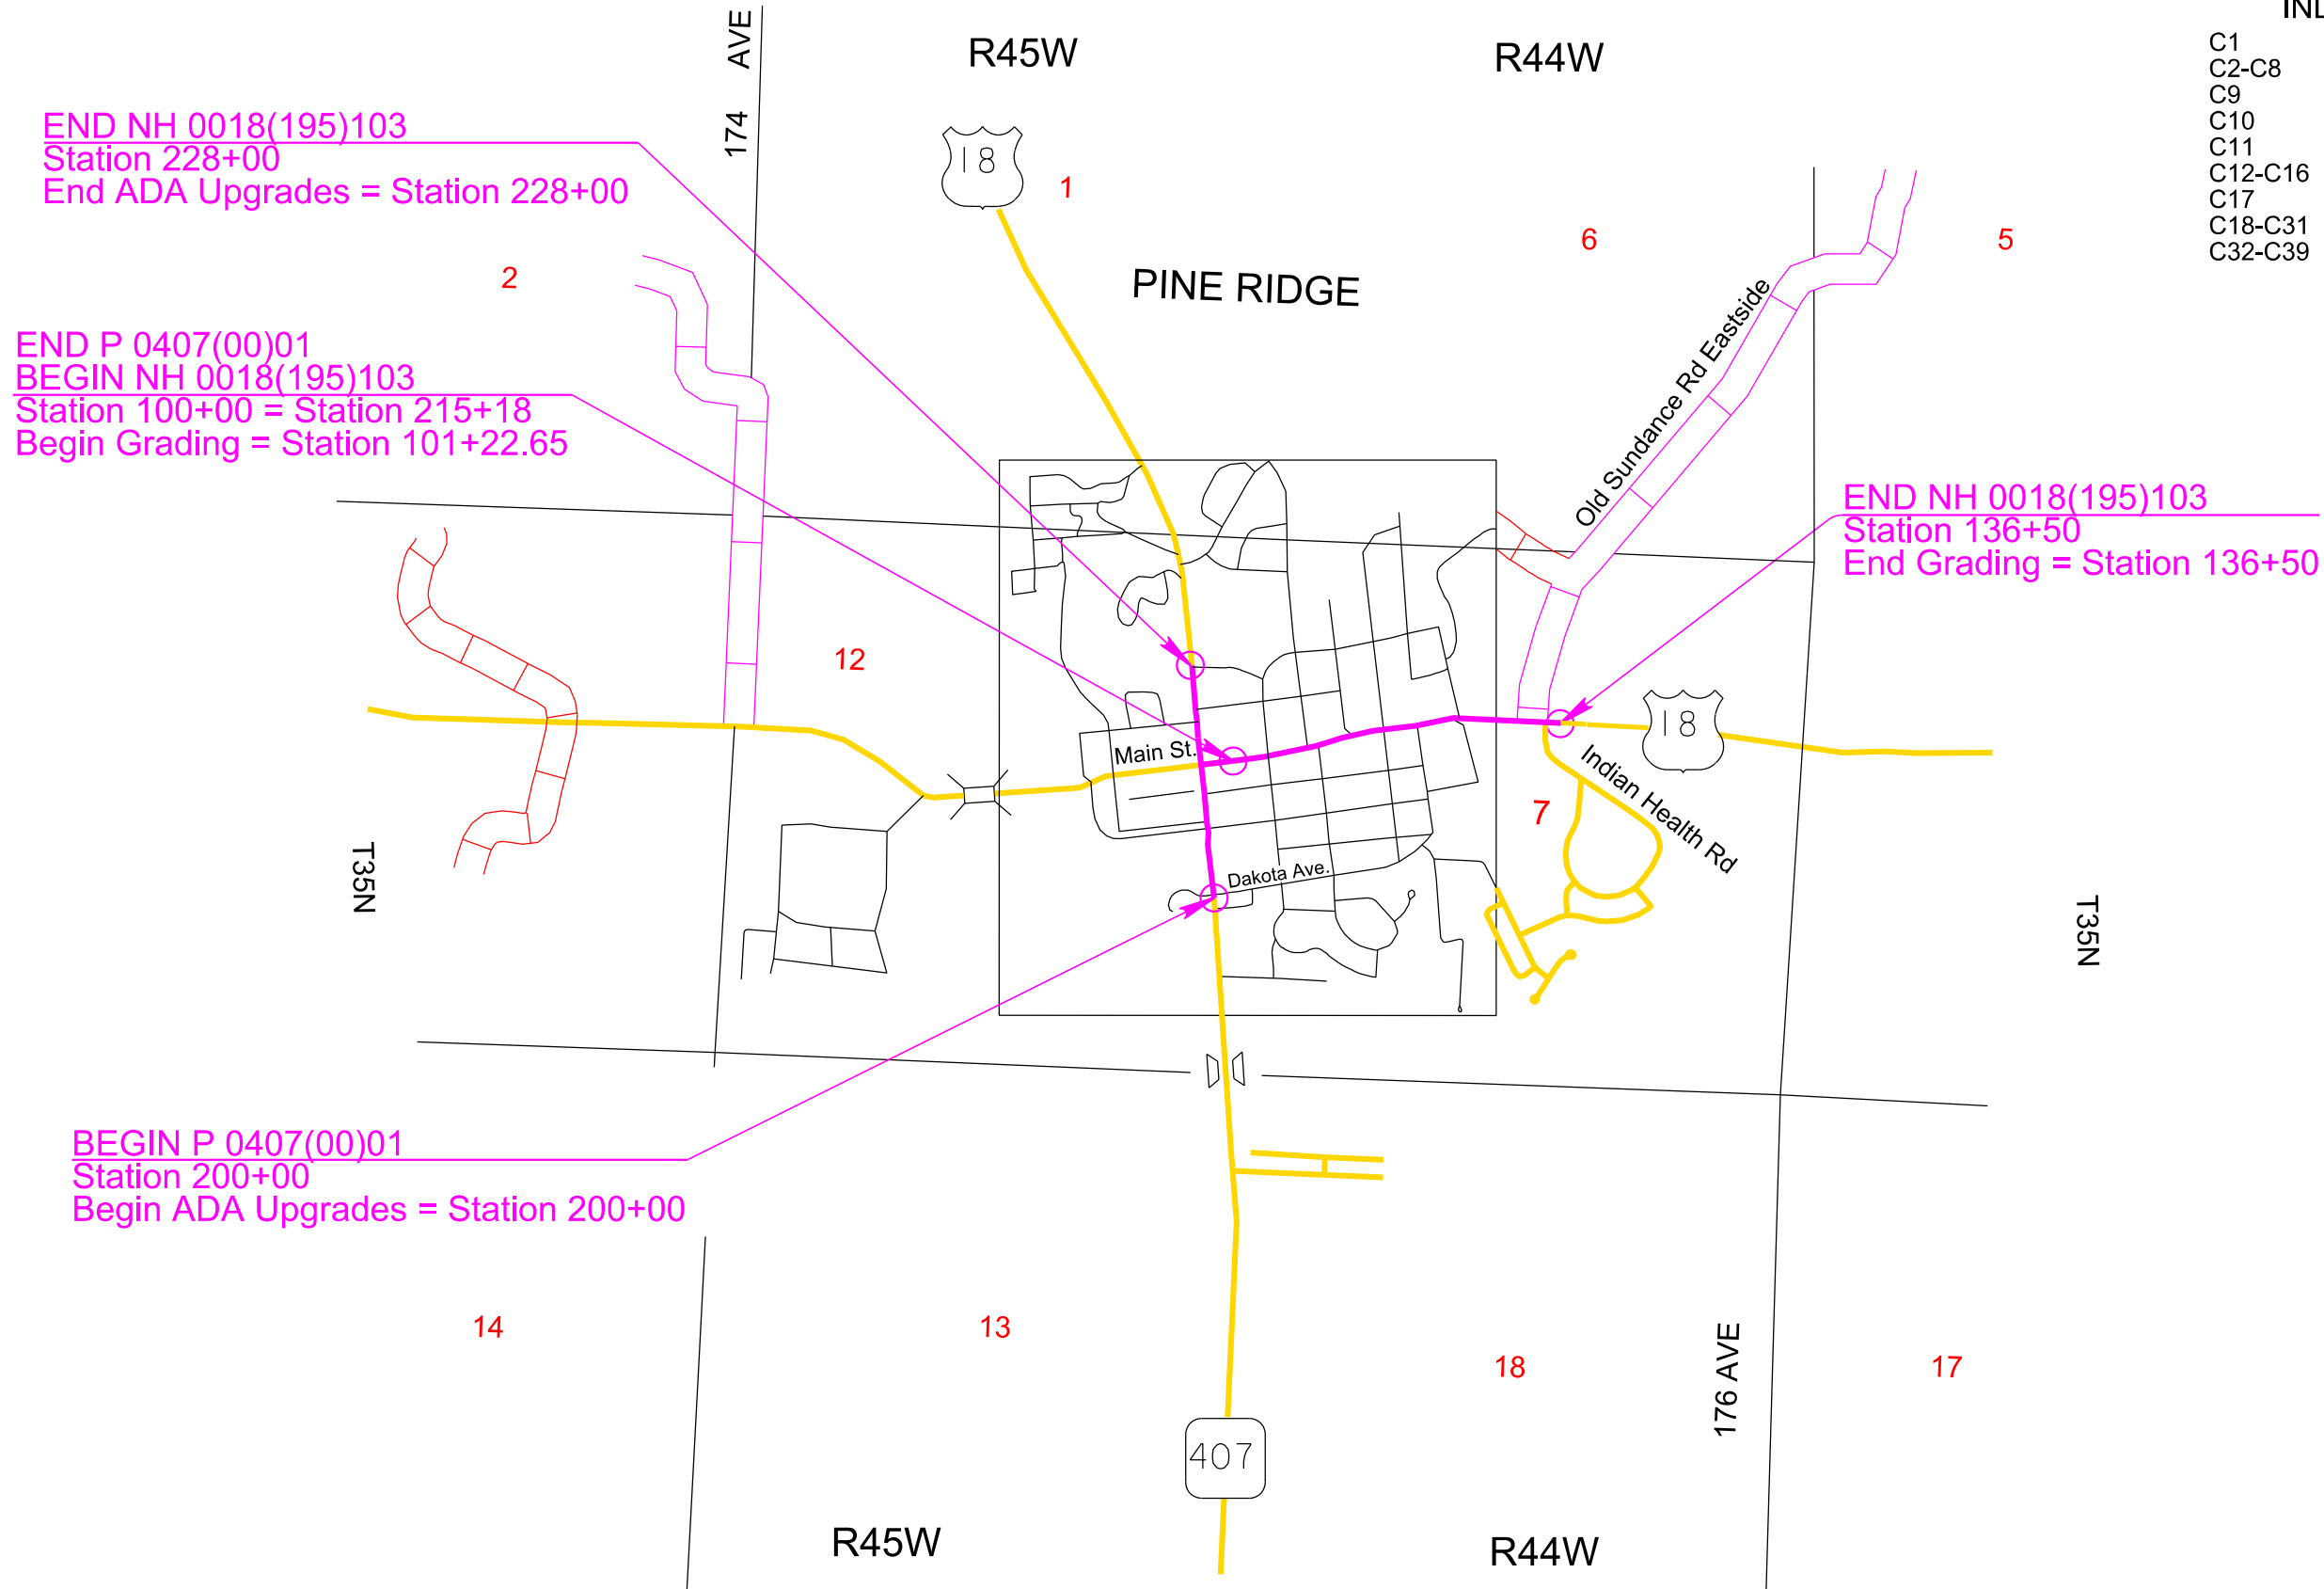 IND
C1
C2-C8
C9
C10
C11
C12-C16
C17
C18-C31
C32-C39
174 AVE
R45W
R44W
18
END NH 0018(195)103
Station 228+00
End ADA Upgrades = Station 228+00
1
6
5
2
PINE RIDGE
Old Sundance Rd Eastside
END P 0407(00)01
BEGIN NH 0018(195)103
Station 100+00 = Station 215+18
Begin Grading = Station 101+22.65
END NH 0018(195)103
Station 136+50
End Grading = Station 136+50
12
18
Main St.
Indian Health Rd
7
T35N
Dakota Ave.
T35N
BEGIN P 0407(00)01
Station 200+00
Begin ADA Upgrades = Station 200+00
14
13
18
17
176 AVE
407
R45W
R44W